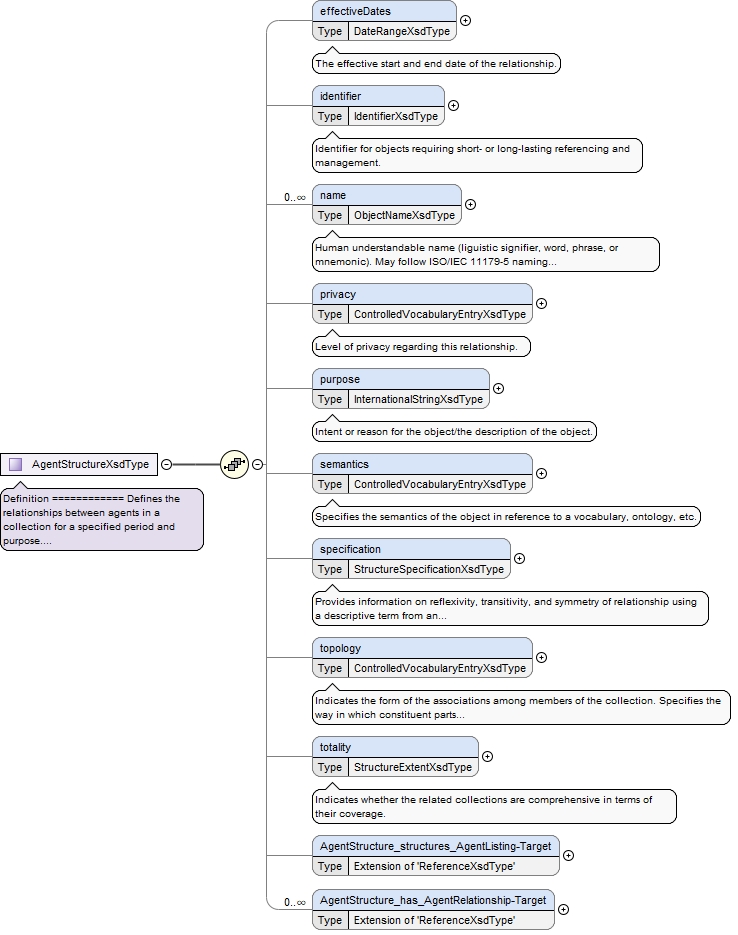 effectiveDates
Type DateRangeXsdType
The effective start and end date of the relationship.
identifier
Type IdentifierXsdType
Identifier for objects requiring short- or long-lasting referencing and
management.
0..∞
name
Type ObjectNameXsdType
Human understandable name (liguistic signifier, word, phrase, or
mnemonic). May follow ISO/IEC 11179-5 naming...
privacy
Type ControlledVocabularyEntryXsdType
Level of privacy regarding this relationship.
purpose
Type InternationalStringXsdType
Intent or reason for the object/the description of the object.
AgentStructureXsdType
Definition ============ Defines the
relationships between agents in a
collection for a specified period and
purpose....
semantics
Type ControlledVocabularyEntryXsdType
Specifies the semantics of the object in reference to a vocabulary, ontology, etc.
specification
Type StructureSpecificationXsdType
Provides information on reflexivity, transitivity, and symmetry of relationship using
a descriptive term from an...
topology
Type ControlledVocabularyEntryXsdType
Indicates the form of the associations among members of the collection. Specifies the
way in which constituent parts...
totality
Type StructureExtentXsdType
Indicates whether the related collections are comprehensive in terms of
their coverage.
AgentStructure_structures_AgentListing-Target
Type Extension of 'ReferenceXsdType'
0..∞
AgentStructure_has_AgentRelationship-Target
Type Extension of 'ReferenceXsdType'